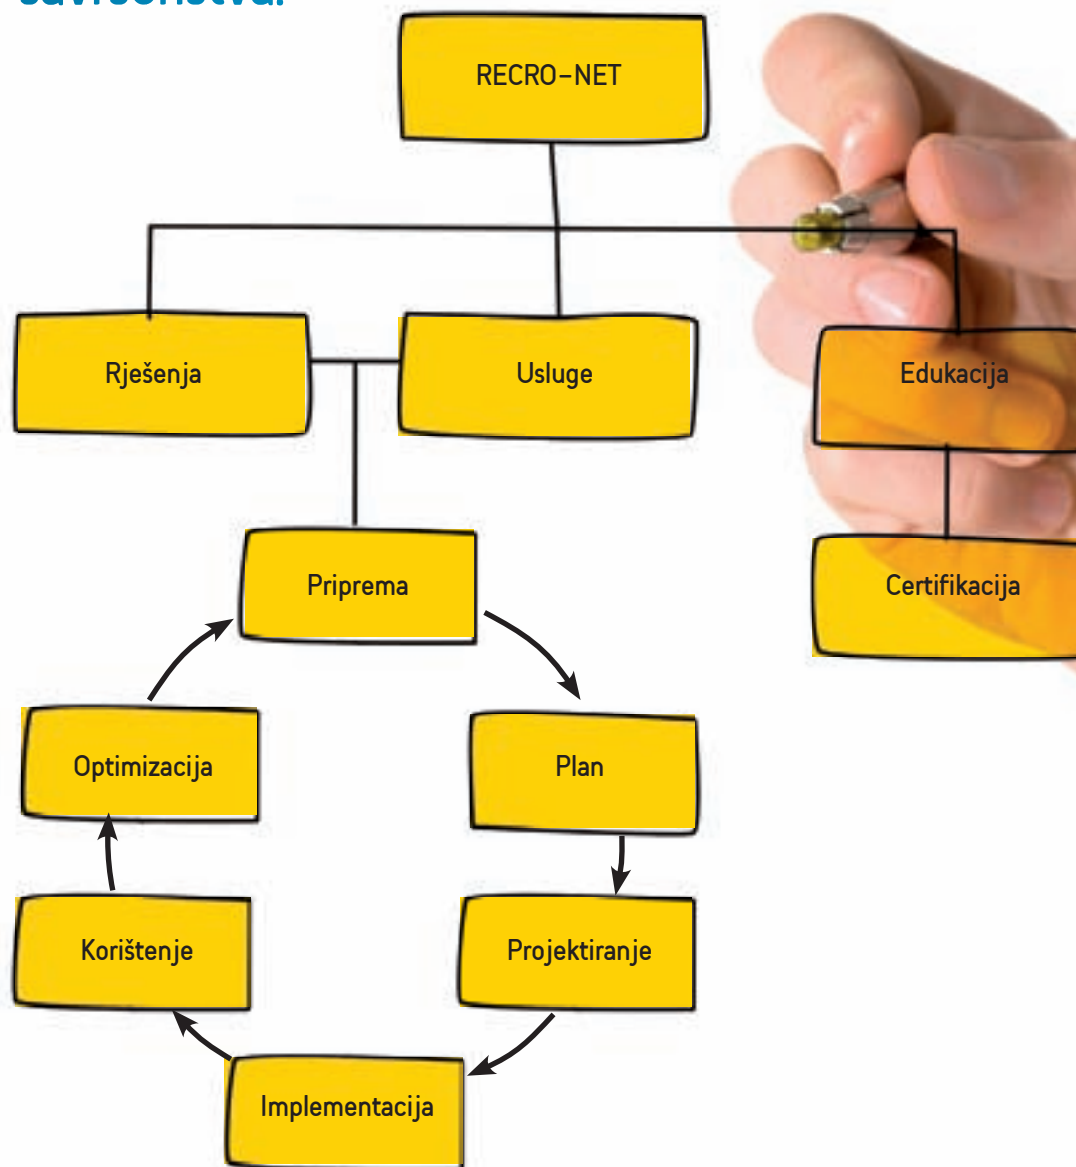 RECRO-NET
Rješenja
Usluge
Edukacija
Priprema
Certifikacija
Optimizacija
Plan
Korištenje
Projektiranje
Implementacija